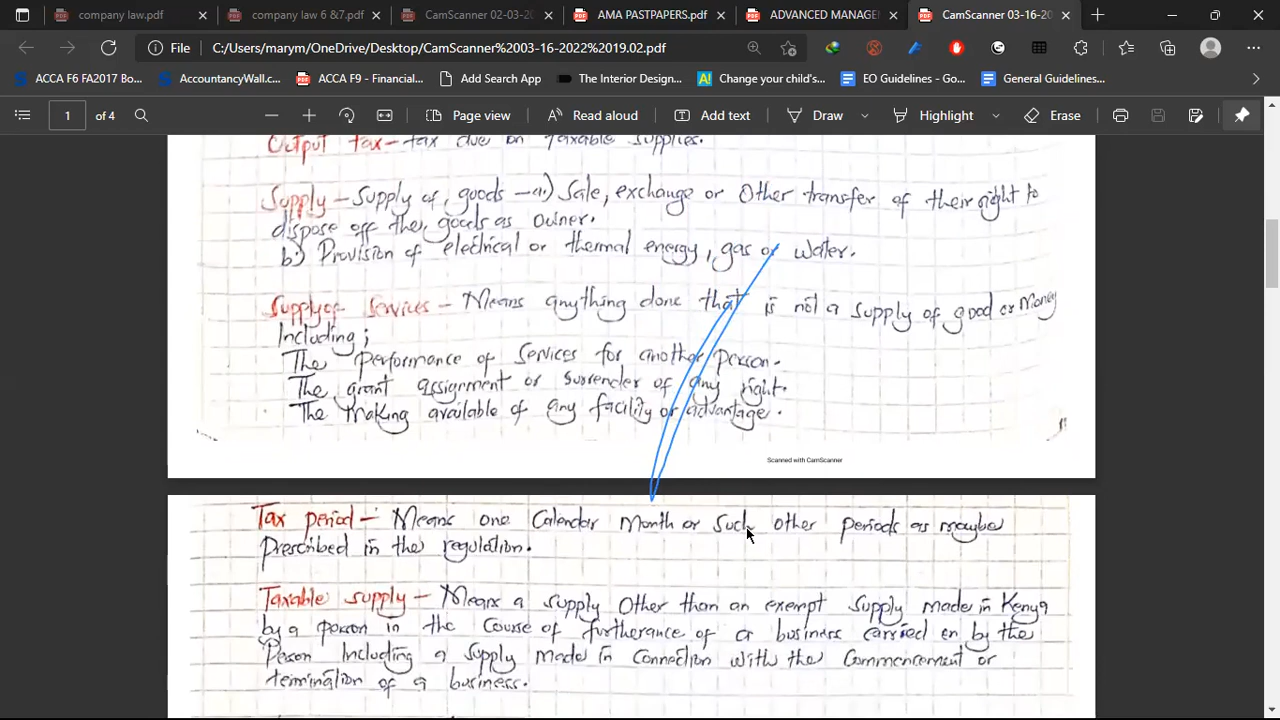 company law.pdf
company law 6 &7.pdf
CamScanner 03-03-20
AMA PASTPAPERS.pdf
ADVANCED MANAGE
CamScanner 03-16-20
File C:/Users/marym/OneDrive/Desktop/CamScanner%2003-16-2022%2019.02.pdf
ACCA F6 FA2017 Bo...
AccountancyWall.c...
ACCA F9 - Financial...
Add Search App
The Interior Design...
Change your child's...
EO Guidelines - Go...
General Guidelines...
1 of 4
Page view
Read aloud
Add text
Draw
Highlight
Erase
Output tax - tax due on taxable supplies.
Supply - Supply of, goods - a.) Sale, exchange or Other transfer of their right to
dispose off the, goods as owner.
b.) Provision of electrical or thermal energy, gas or water.
Supply of Services - Means anything done that is not a supply of good or Money
Including;
The performance of Services for another person.
The grant assignment or surrender of any right.
The Making available of any facility or advantage.
Scanned with CamScanner
Tax period - Means one Calendar Month or Such other periods as maybe
Prescribed in the regulation.
Taxable supply - Means a supply Other than an exempt Supply made in Kenya
by a person in the Course of furtherance of a business carried on by the
Person Including a supply made in connection with the Commencement or
termination of a business.